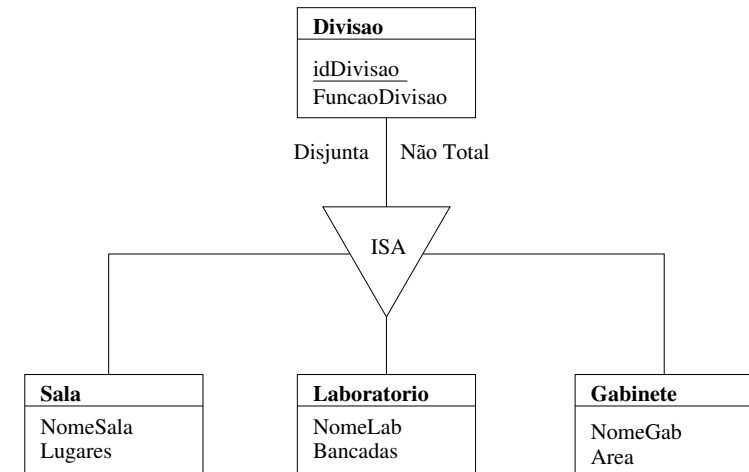 Divisao
idDivisao
FuncaoDivisao
Disjunta Não Total
ISA
Sala
NomeSala
Lugares
Laboratorio
NomeLab
Bancadas
Gabinete
NomeGab
Area